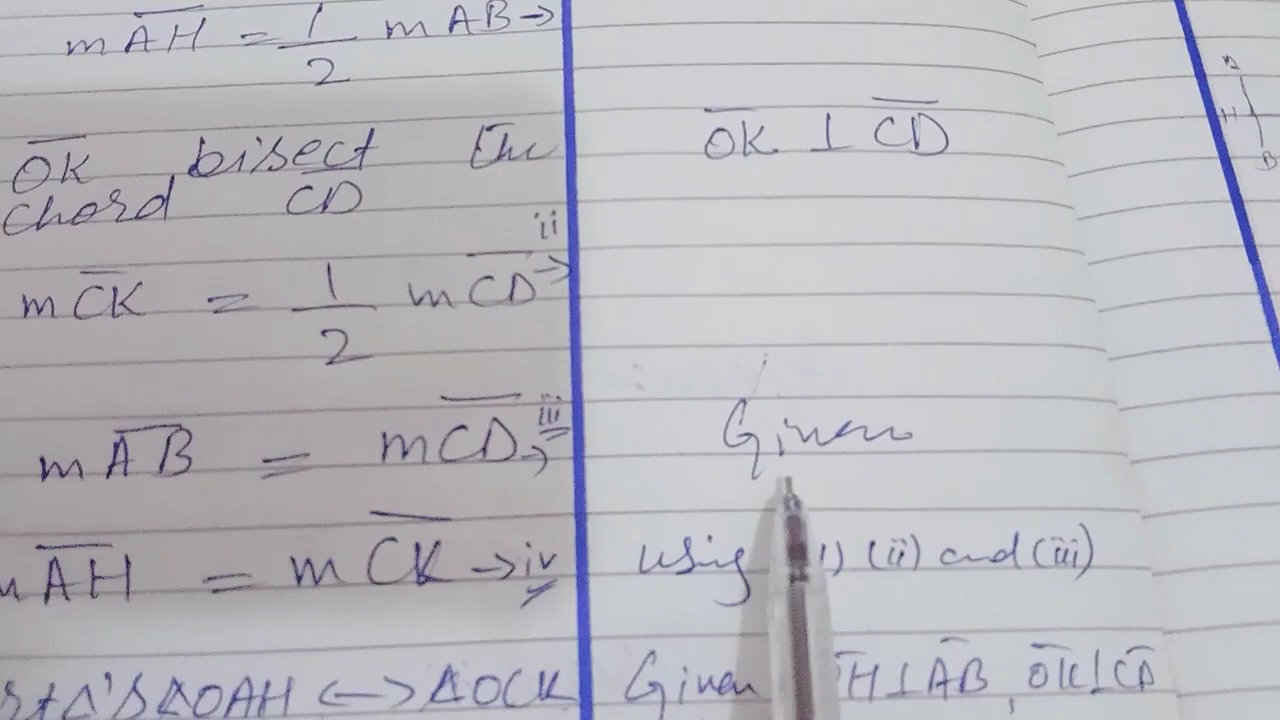 mAH = 1/2 mAB →
OK bisect the OK ⊥ CD
chord CD
ii
mCK = 1/2 mCD →
mAB = mCD → iii Given
mAH = mCK → iv using (ii) and (iii)
Δ'S ΔOAH ↔ ΔOCK Given H ⊥ AB, OK ⊥ CD
H
B